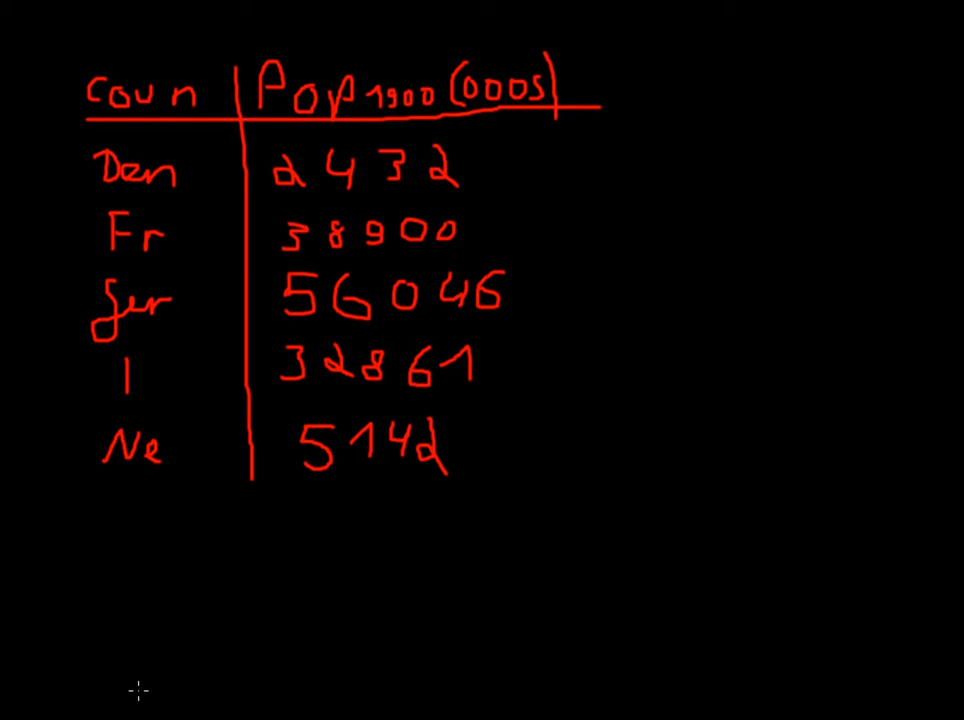 Coun Pop 1900 (000s)
Den 2432
Fr 38900
Ger 56046
I 32861
Ne 5142